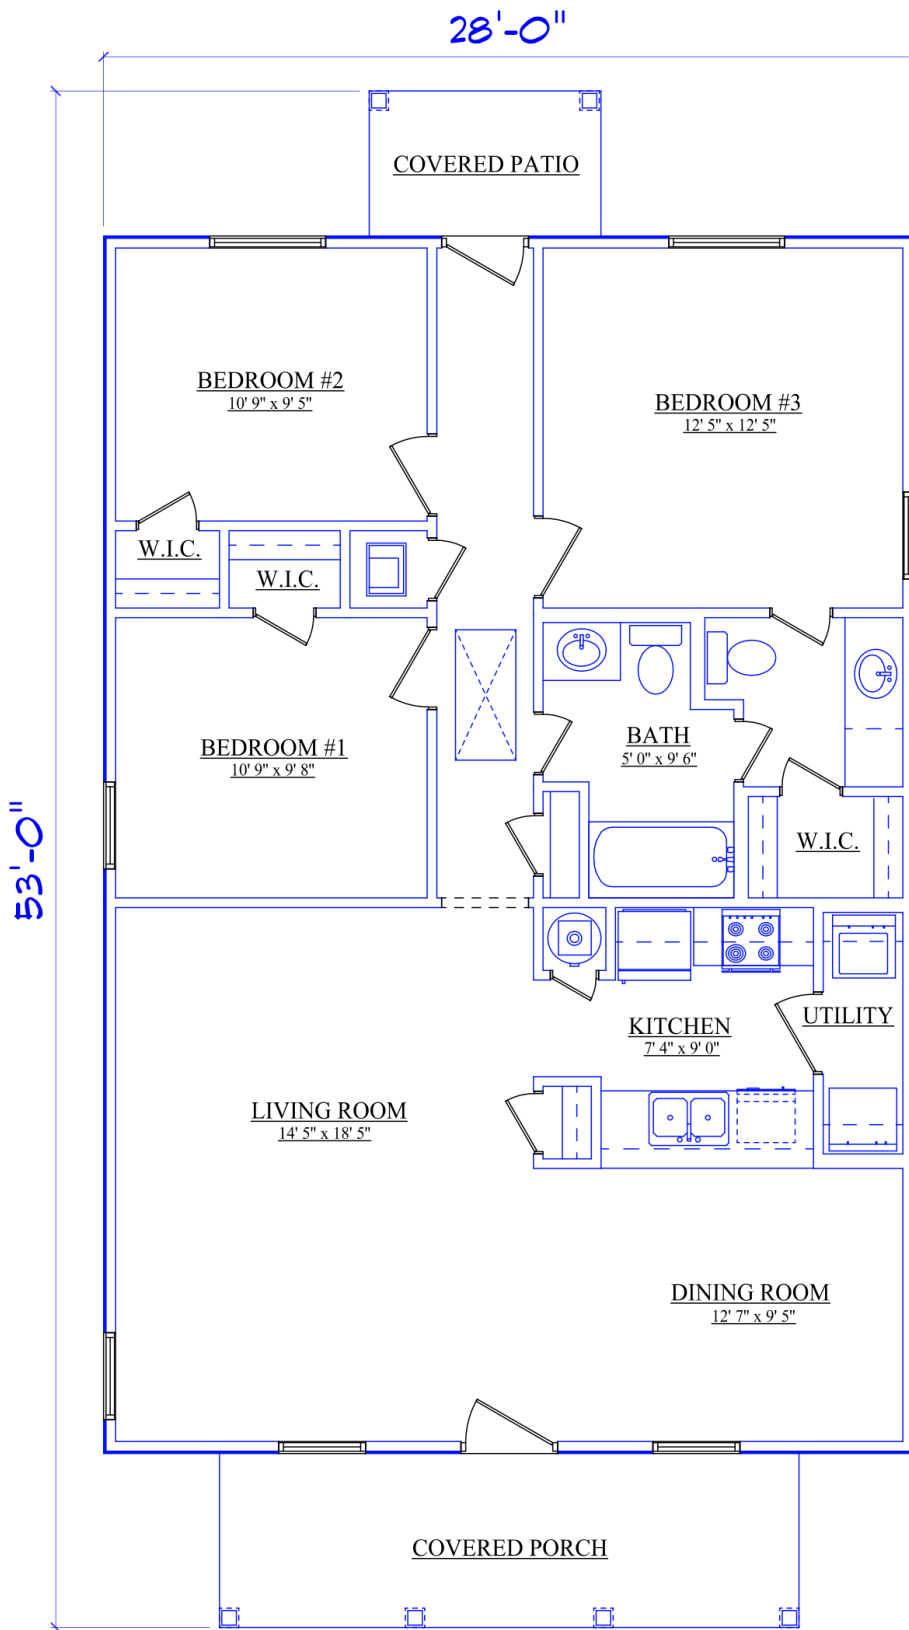 28'-0"
COVERED PATIO
BEDROOM #2
10' 9" x 9' 5"
BEDROOM #3
12' 5" x 12' 5"
W.I.C.
W.I.C.
BEDROOM #1
10' 9" x 9' 8"
BATH
5' 0" x 9' 6"
W.I.C.
53'-0"
KITCHEN
7' 4" x 9' 0"
UTILITY
LIVING ROOM
14' 5" x 18' 5"
DINING ROOM
12' 7" x 9' 5"
COVERED PORCH